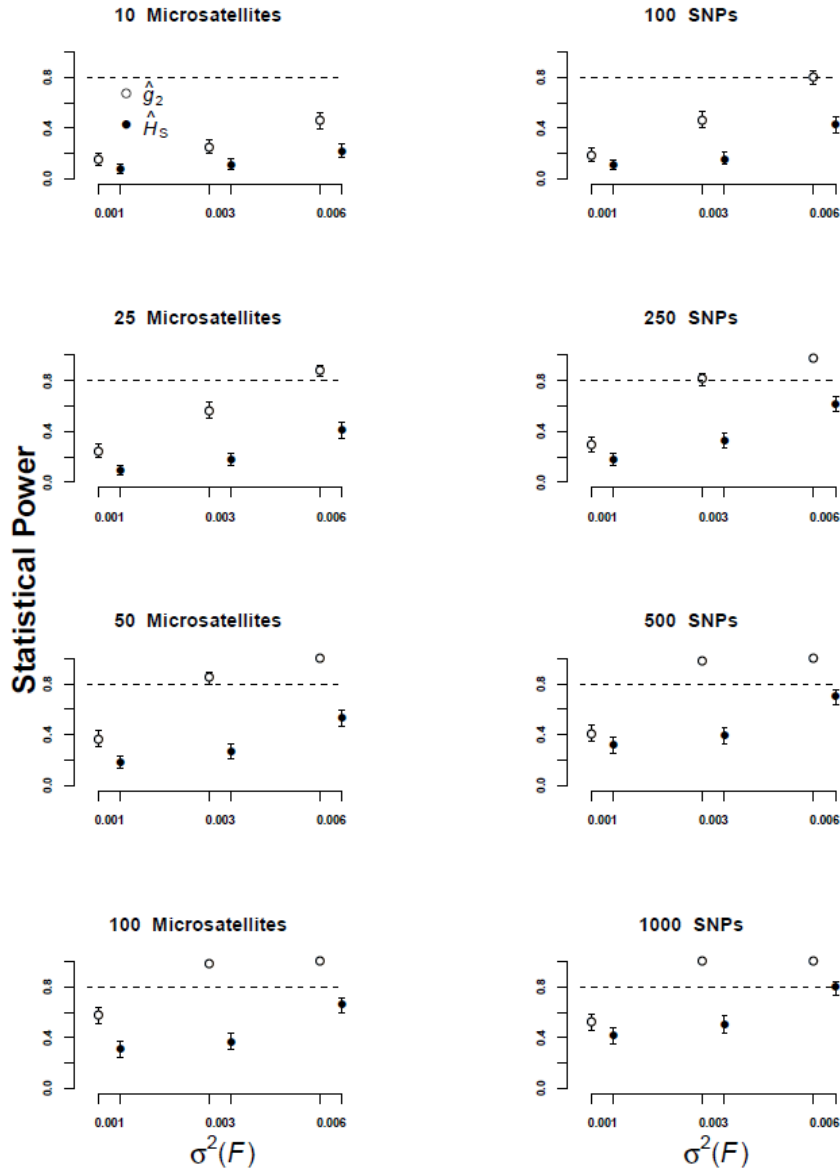 10 Microsatellites
100 SNPs
0.0 0.4 0.8
ĝ2
ĤS
0.001 0.003 0.006
0.0 0.4 0.8
0.001 0.003 0.006
25 Microsatellites
250 SNPs
0.0 0.4 0.8
0.001 0.003 0.006
0.0 0.4 0.8
0.001 0.003 0.006
Statistical Power
50 Microsatellites
500 SNPs
0.0 0.4 0.8
0.001 0.003 0.006
0.0 0.4 0.8
0.001 0.003 0.006
100 Microsatellites
1000 SNPs
0.0 0.4 0.8
0.001 0.003 0.006
0.0 0.4 0.8
0.001 0.003 0.006
σ²(F)
σ²(F)